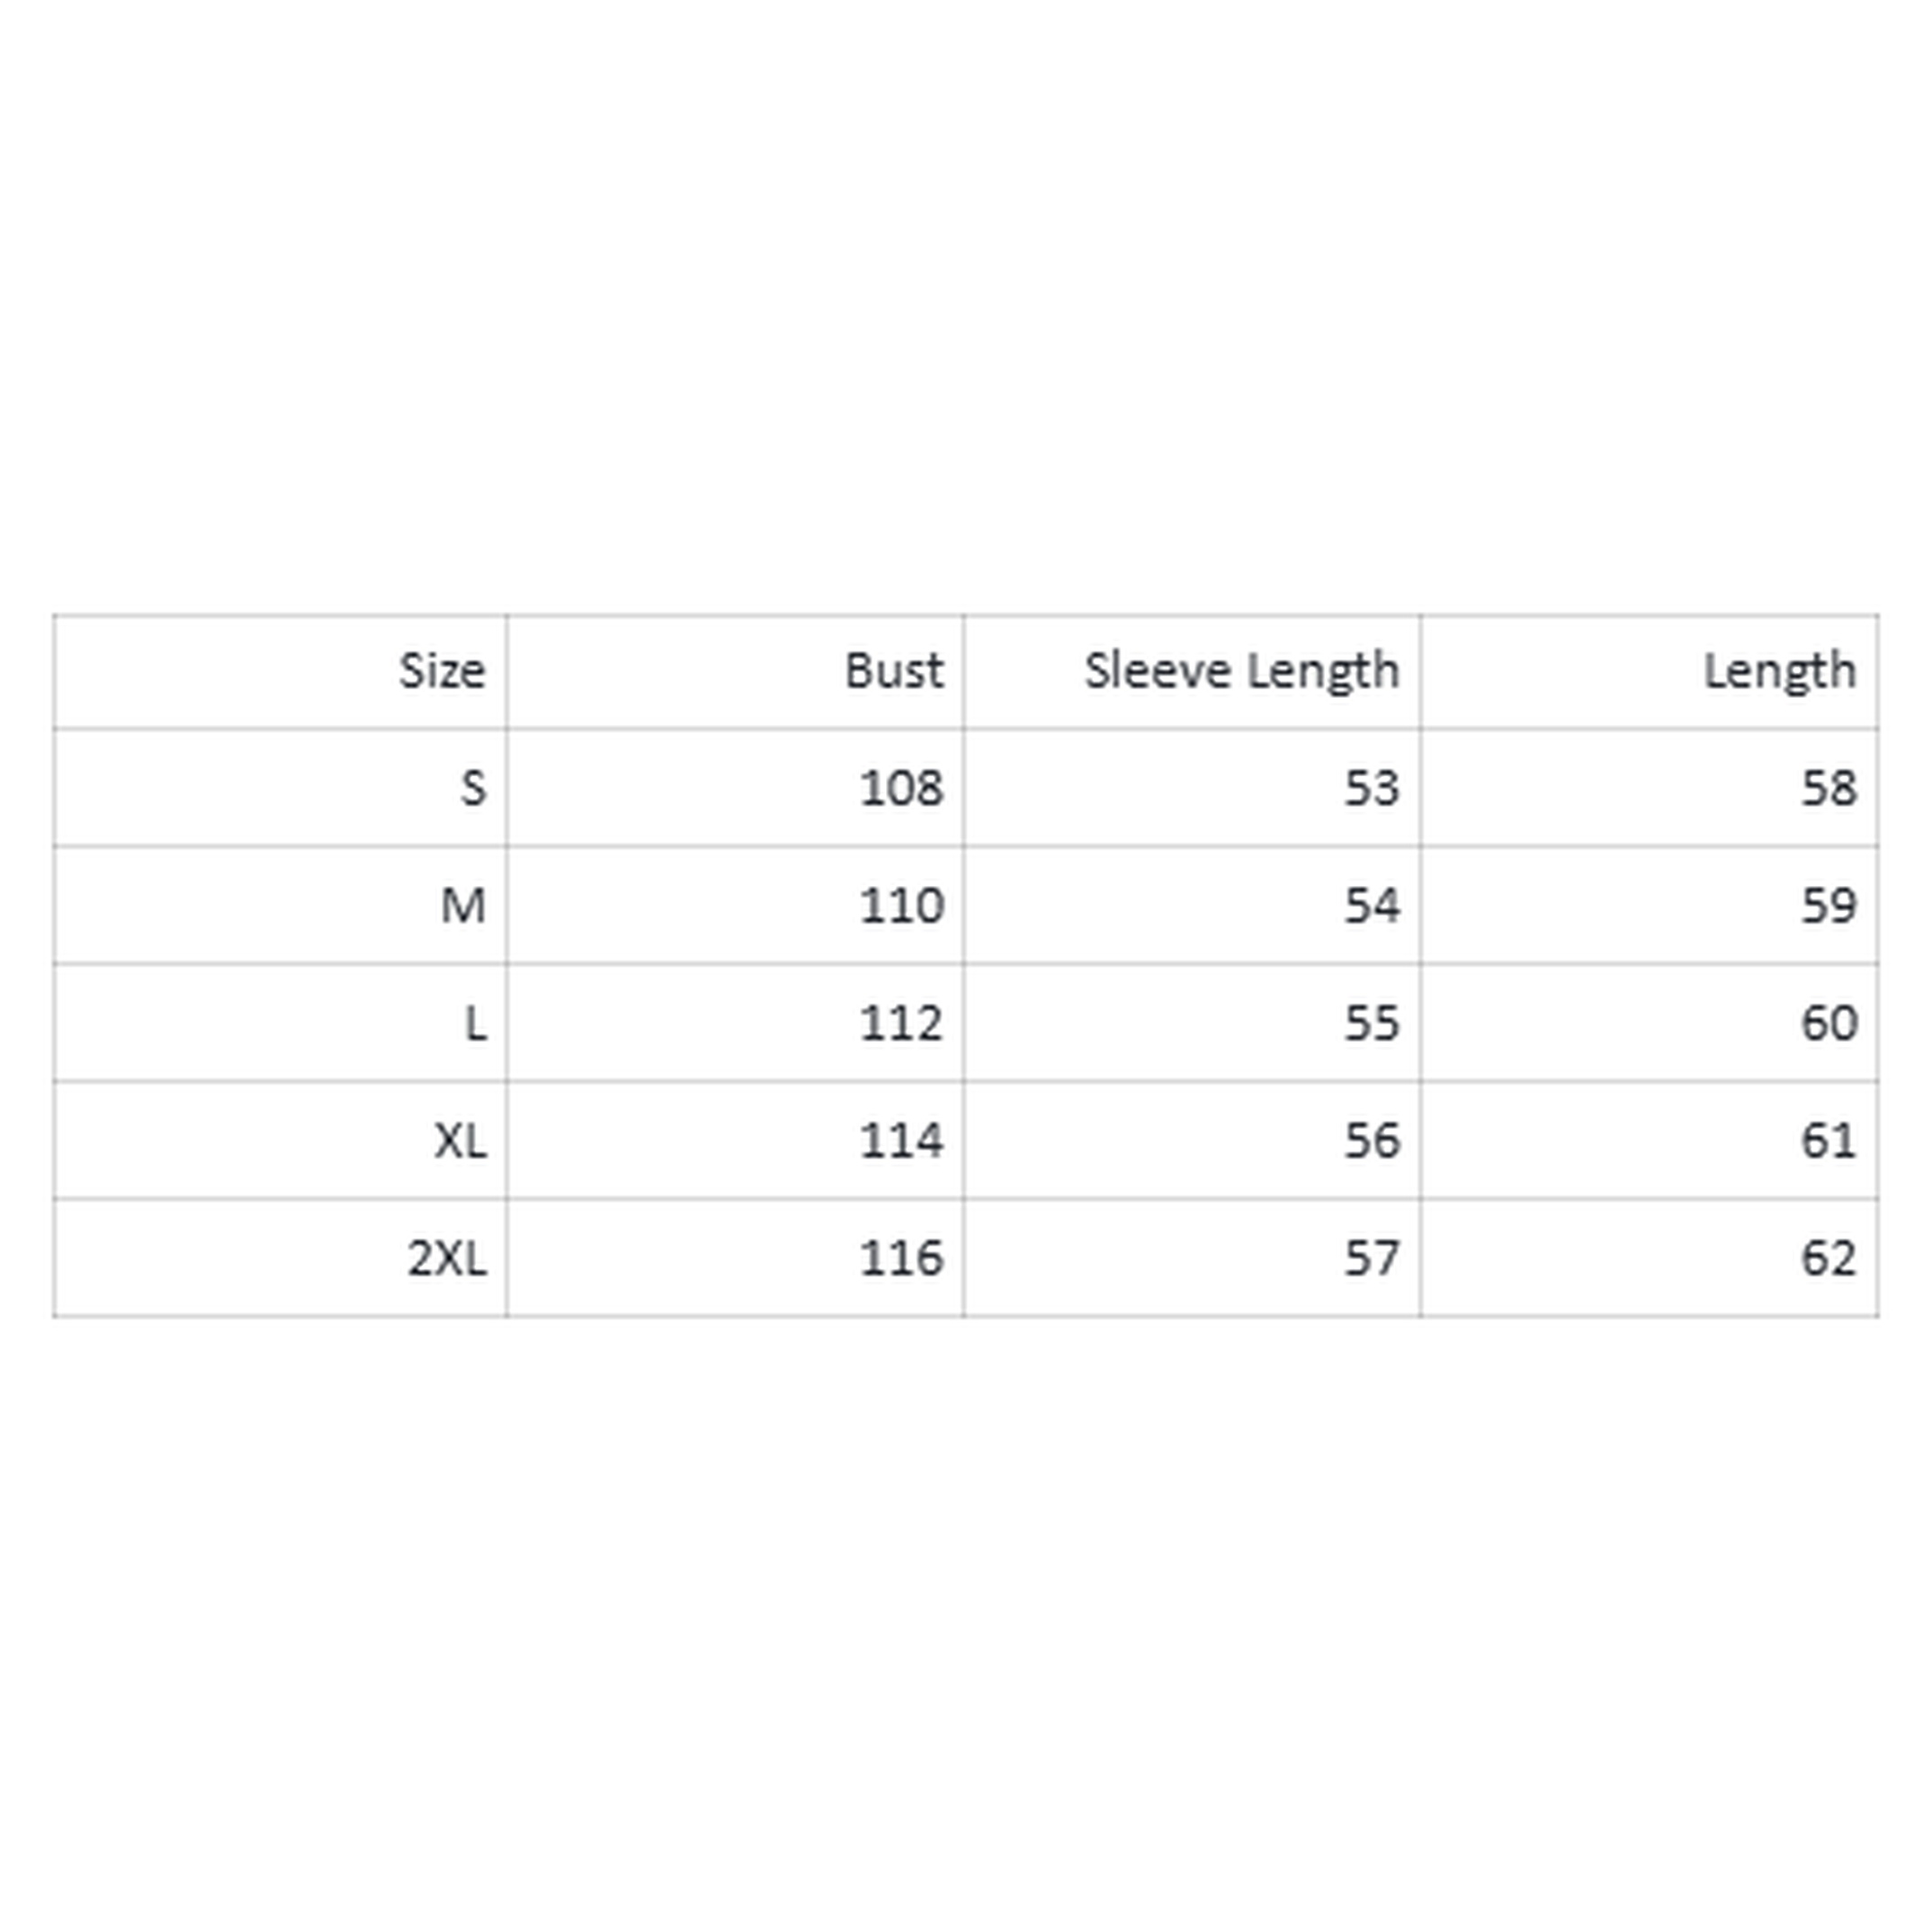 Size Bust Sleeve Length Length
S 108 53 58
M 110 54 59
L 112 55 60
XL 114 56 61
2XL 116 57 62